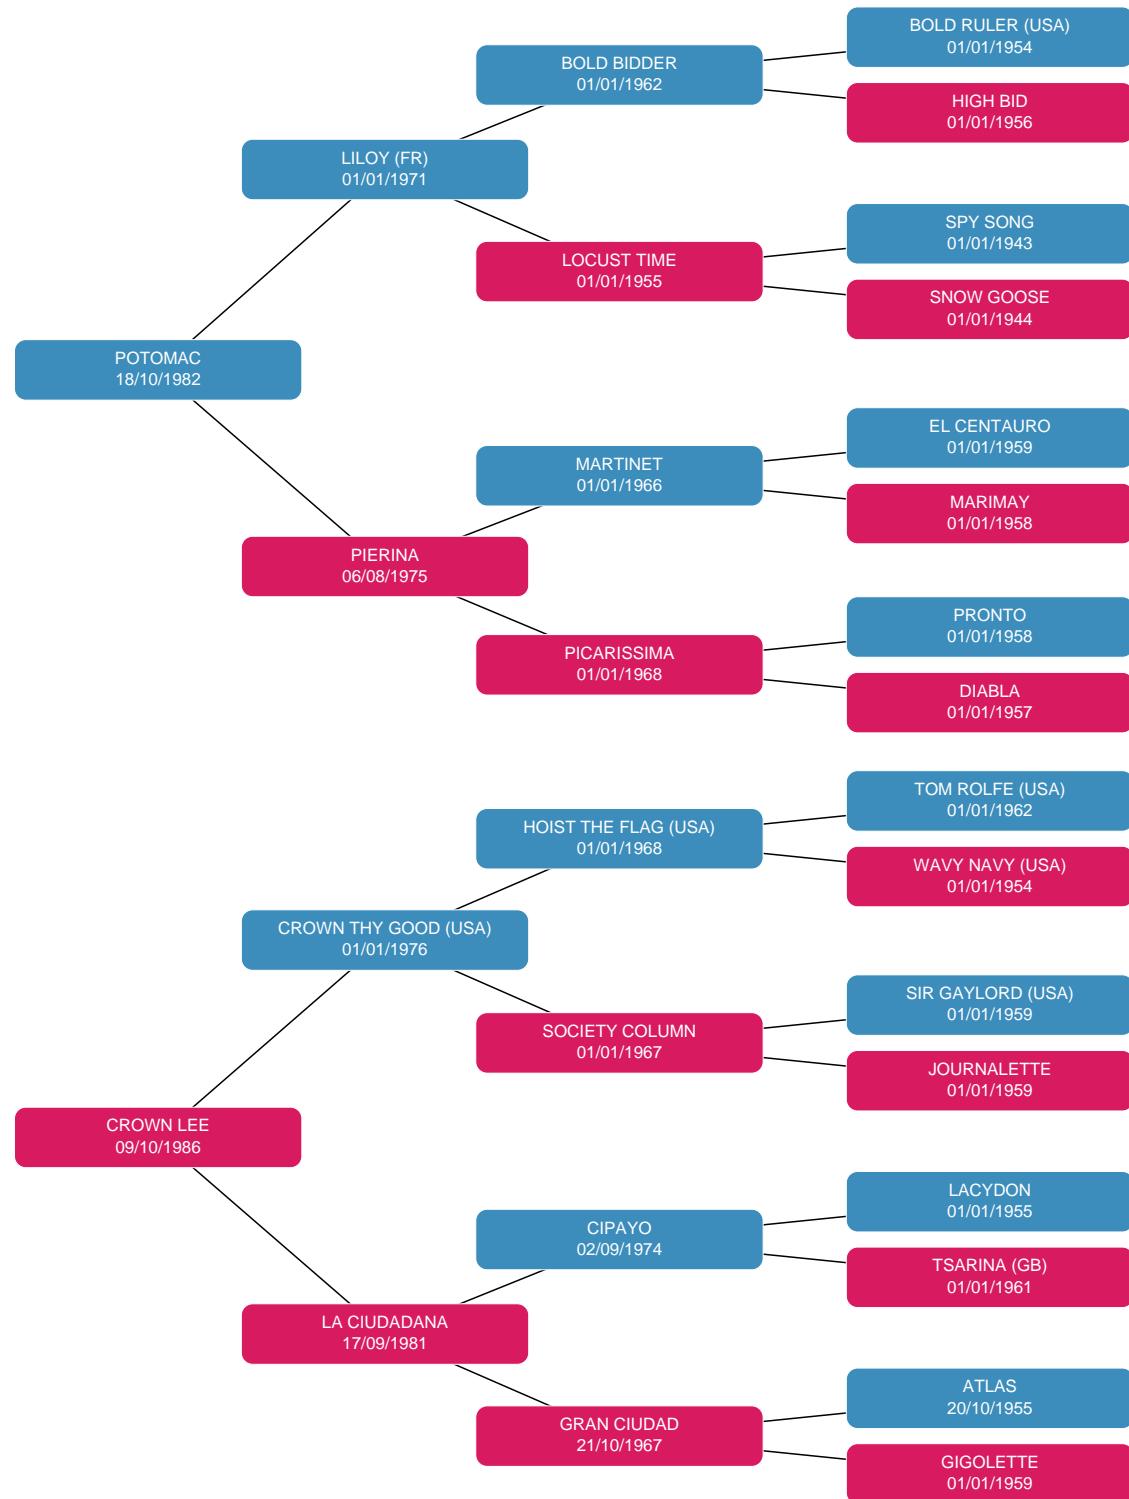 BOLD RULER (USA)
01/01/1954
BOLD BIDDER
01/01/1962
HIGH BID
01/01/1956
LILOY (FR)
01/01/1971
SPY SONG
01/01/1943
LOCUST TIME
01/01/1955
SNOW GOOSE
01/01/1944
POTOMAC
18/10/1982
EL CENTAURO
01/01/1959
MARTINET
01/01/1966
MARIMAY
01/01/1958
PIERINA
06/08/1975
PRONTO
01/01/1958
PICARISSIMA
01/01/1968
DIABLA
01/01/1957
TOM ROLFE (USA)
01/01/1962
HOIST THE FLAG (USA)
01/01/1968
WAVY NAVY (USA)
01/01/1954
CROWN THY GOOD (USA)
01/01/1976
SIR GAYLORD (USA)
01/01/1959
SOCIETY COLUMN
01/01/1967
JOURNALETTE
01/01/1959
CROWN LEE
09/10/1986
LACYDON
01/01/1955
CIPAYO
02/09/1974
TSARINA (GB)
01/01/1961
LA CIUDADANA
17/09/1981
ATLAS
20/10/1955
GRAN CIUDAD
21/10/1967
GIGOLETTE
01/01/1959